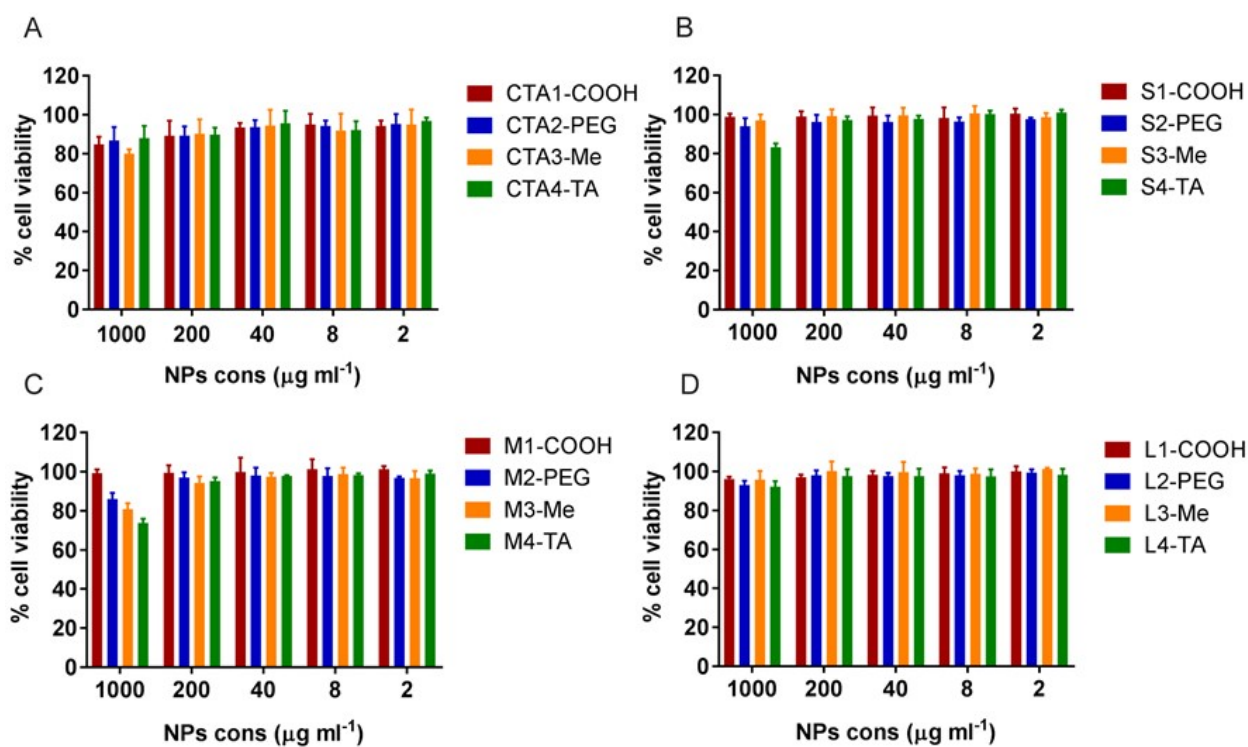 A
% cell viability
120
100
80
60
40
20
0
1000 200 40 8 2
NPs cons (μg ml⁻¹)
CTA1-COOH
CTA2-PEG
CTA3-Me
CTA4-TA
B
% cell viability
120
100
80
60
40
20
0
1000 200 40 8 2
NPs cons (μg ml⁻¹)
S1-COOH
S2-PEG
S3-Me
S4-TA
C
% cell viability
120
100
80
60
40
20
0
1000 200 40 8 2
NPs cons (μg ml⁻¹)
M1-COOH
M2-PEG
M3-Me
M4-TA
D
% cell viability
120
100
80
60
40
20
0
1000 200 40 8 2
NPs cons (μg ml⁻¹)
L1-COOH
L2-PEG
L3-Me
L4-TA